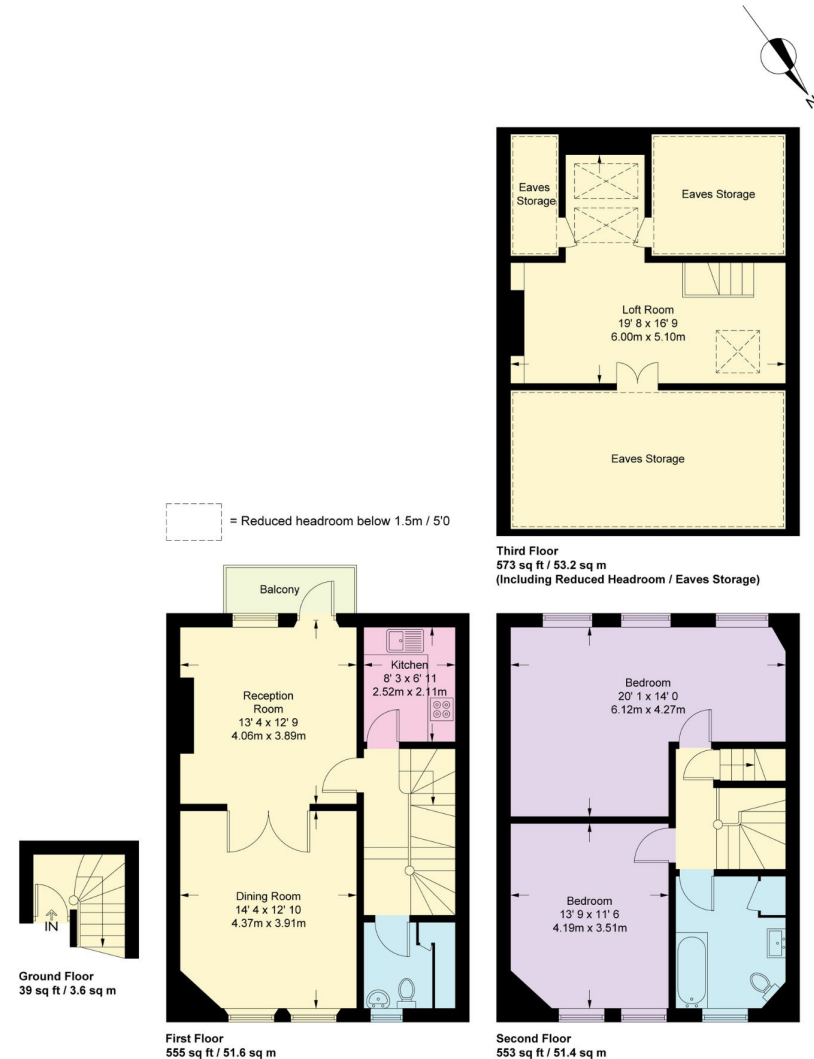 N
Eaves
Storage
Eaves Storage
Loft Room
19' 8 x 16' 9
6.00m x 5.10m
Eaves Storage
= Reduced headroom below 1.5m / 5'0
Third Floor
573 sq ft / 53.2 sq m
(Including Reduced Headroom / Eaves Storage)
Balcony
Reception
Room
13' 4 x 12' 9
4.06m x 3.89m
Kitchen
8' 3 x 6' 11
2.52m x 2.11m
Dining Room
14' 4 x 12' 10
4.37m x 3.91m
Bedroom
20' 1 x 14' 0
6.12m x 4.27m
Bedroom
13' 9 x 11' 6
4.19m x 3.51m
IN
Ground Floor
39 sq ft / 3.6 sq m
First Floor
555 sq ft / 51.6 sq m
Second Floor
553 sq ft / 51.4 sq m